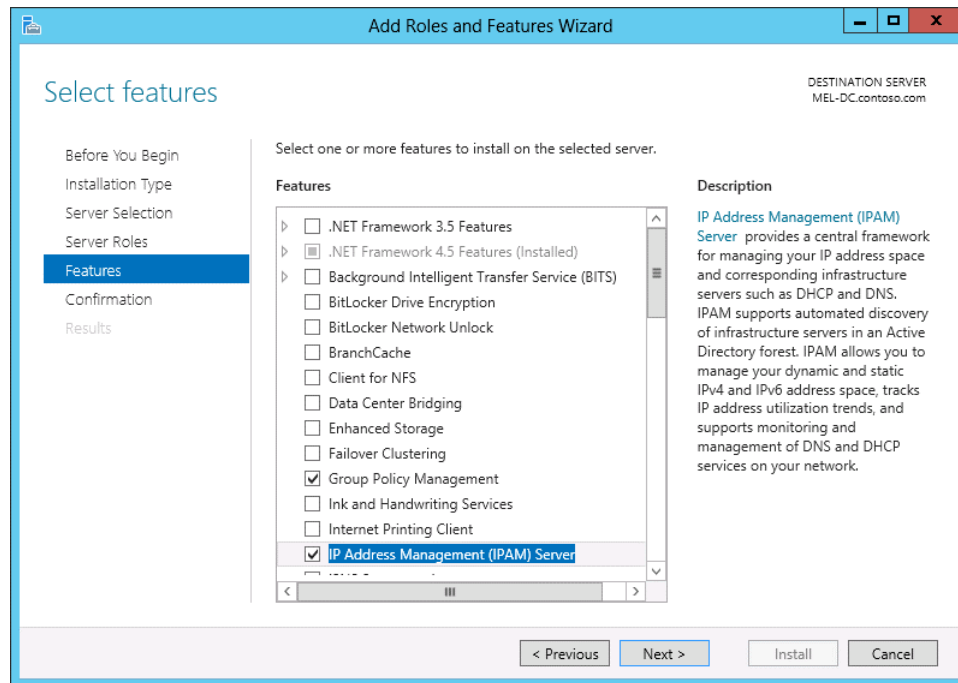 Add Roles and Features Wizard
Select features
DESTINATION SERVER
MEL-DC.contoso.com
Before You Begin
Installation Type
Server Selection
Server Roles
Features
Confirmation
Results
Select one or more features to install on the selected server.
Features
.NET Framework 3.5 Features
.NET Framework 4.5 Features (Installed)
Background Intelligent Transfer Service (BITS)
BitLocker Drive Encryption
BitLocker Network Unlock
BranchCache
Client for NFS
Data Center Bridging
Enhanced Storage
Failover Clustering
Group Policy Management
Ink and Handwriting Services
Internet Printing Client
IP Address Management (IPAM) Server
Description
IP Address Management (IPAM)
Server provides a central framework
for managing your IP address space
and corresponding infrastructure
servers such as DHCP and DNS.
IPAM supports automated discovery
of infrastructure servers in an Active
Directory forest. IPAM allows you to
manage your dynamic and static
IPv4 and IPv6 address space, tracks
IP address utilization trends, and
supports monitoring and
management of DNS and DHCP
services on your network.
< Previous
Next >
Install
Cancel